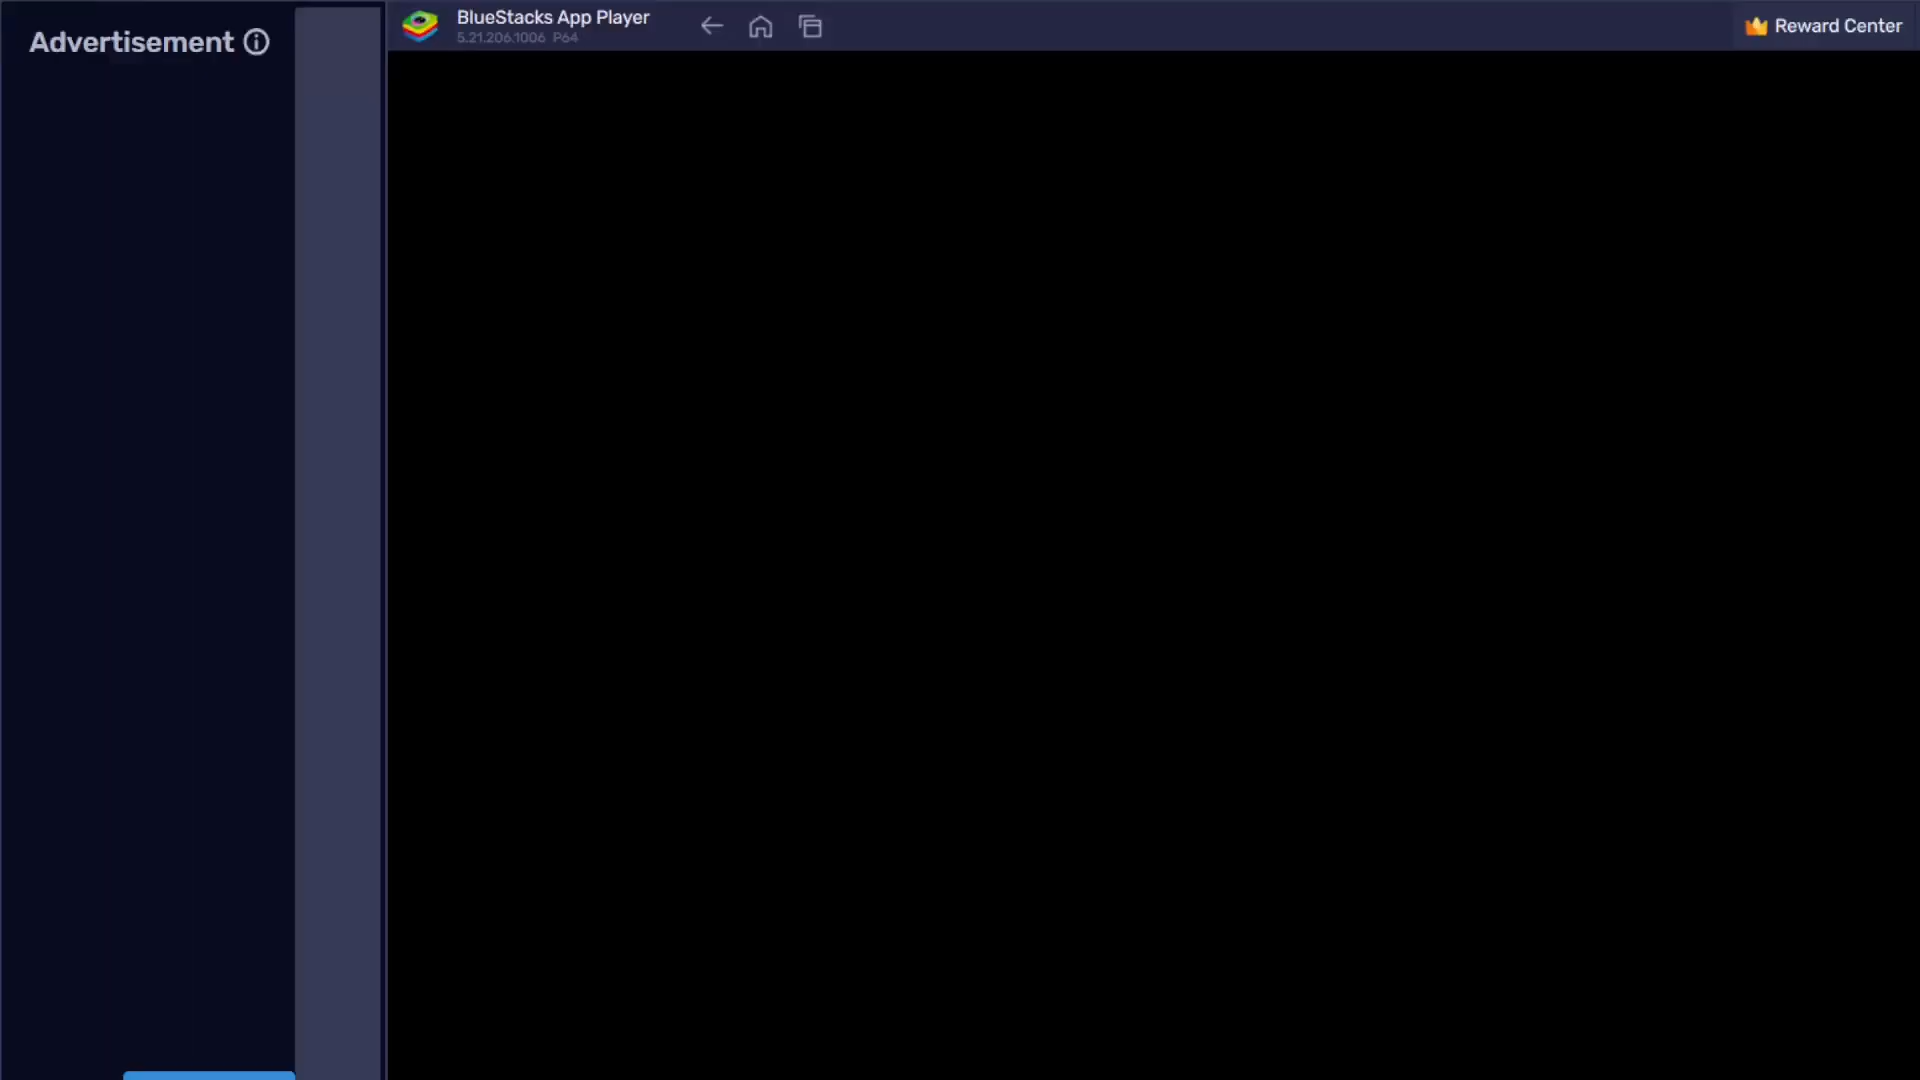 Advertisement
BlueStacks App Player
5.21.206.1006 P64
Reward Center